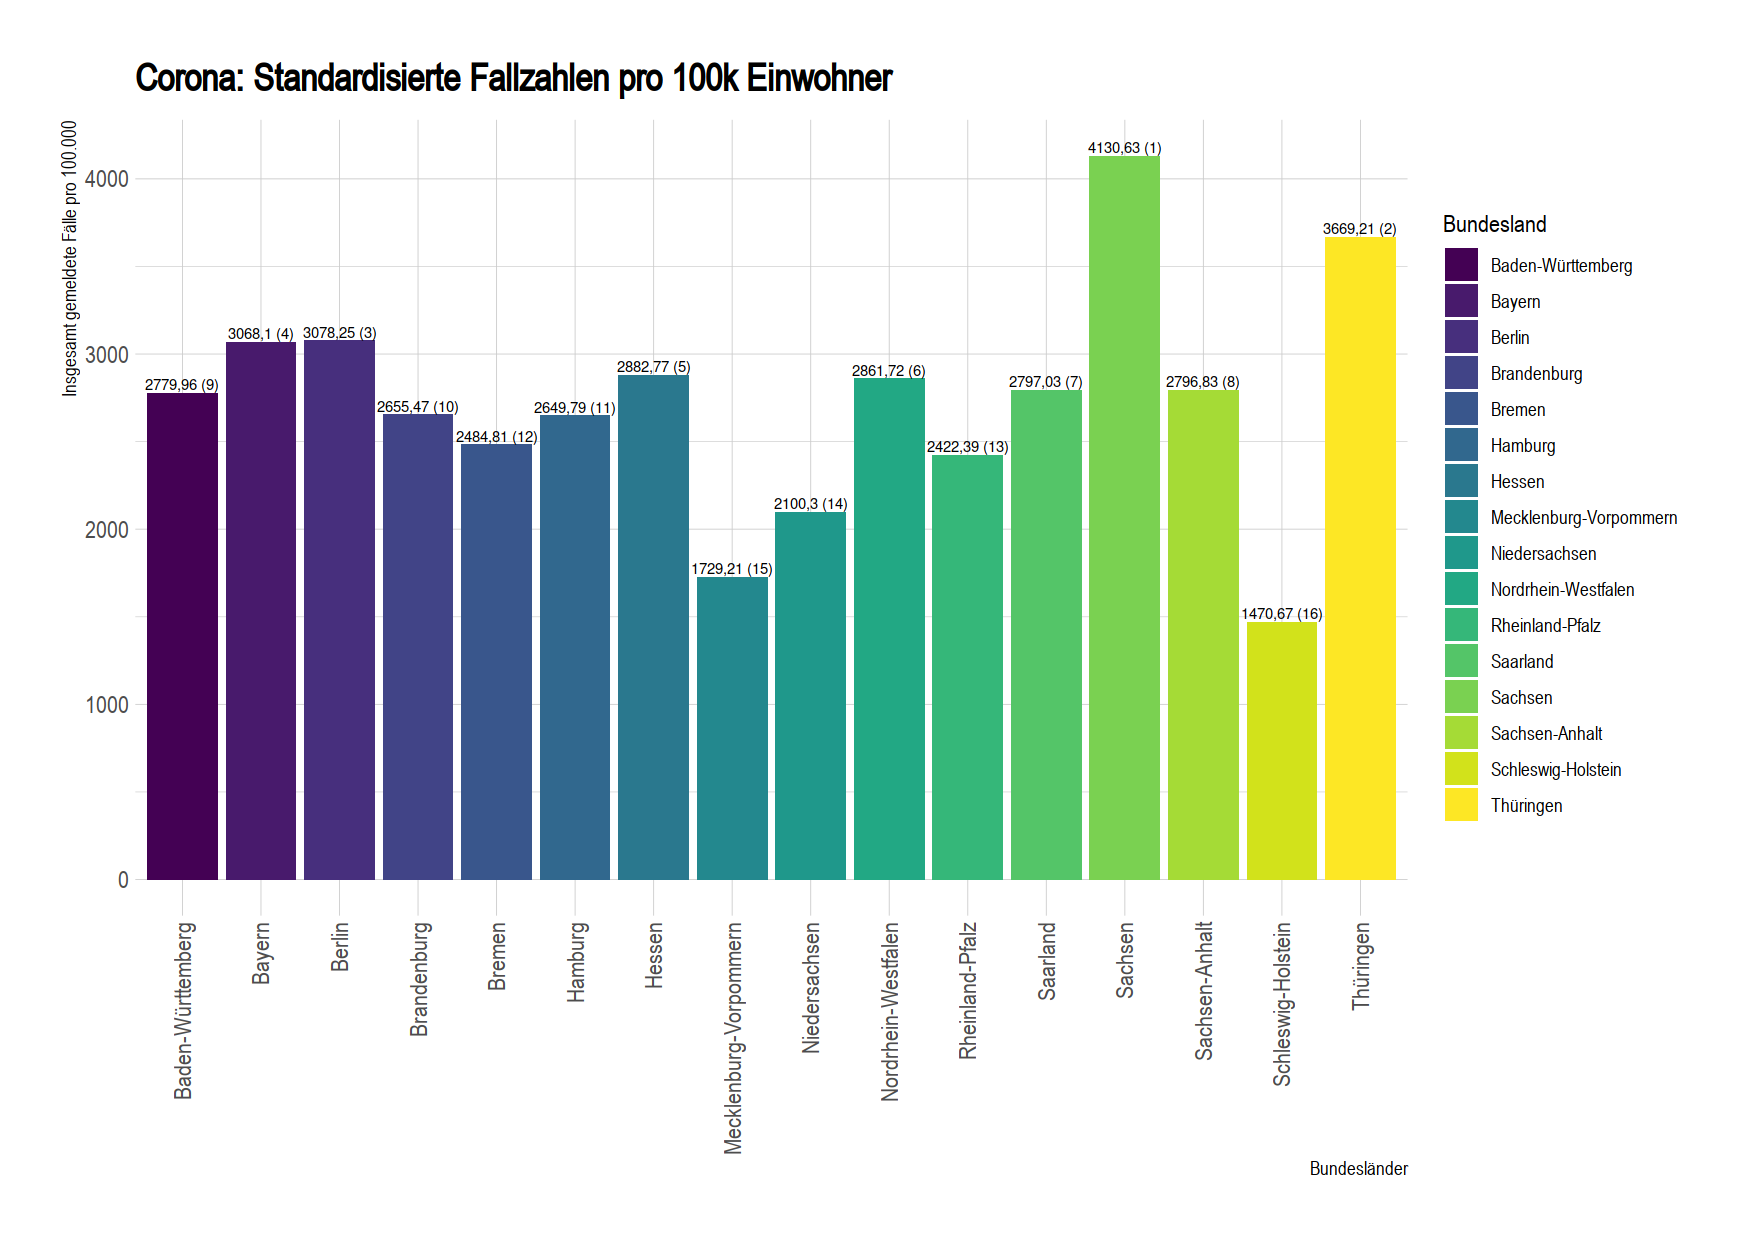 Corona: Standardisierte Fallzahlen pro 100k Einwohner
Insgesamt gemeldete Fälle pro 100.000
4000
3000
2000
1000
0
2779,96 (9)
3068,1 (4)
3078,25 (3)
2655,47 (10)
2484,81 (12)
2649,79 (11)
2882,77 (5)
1729,21 (15)
2100,3 (14)
2861,72 (6)
2422,39 (13)
2797,03 (7)
4130,63 (1)
2796,83 (8)
1470,67 (16)
3669,21 (2)
Baden-Württemberg
Bayern
Berlin
Brandenburg
Bremen
Hamburg
Hessen
Mecklenburg-Vorpommern
Niedersachsen
Nordrhein-Westfalen
Rheinland-Pfalz
Saarland
Sachsen
Sachsen-Anhalt
Schleswig-Holstein
Thüringen
Bundesländer
Bundesland
Baden-Württemberg
Bayern
Berlin
Brandenburg
Bremen
Hamburg
Hessen
Mecklenburg-Vorpommern
Niedersachsen
Nordrhein-Westfalen
Rheinland-Pfalz
Saarland
Sachsen
Sachsen-Anhalt
Schleswig-Holstein
Thüringen